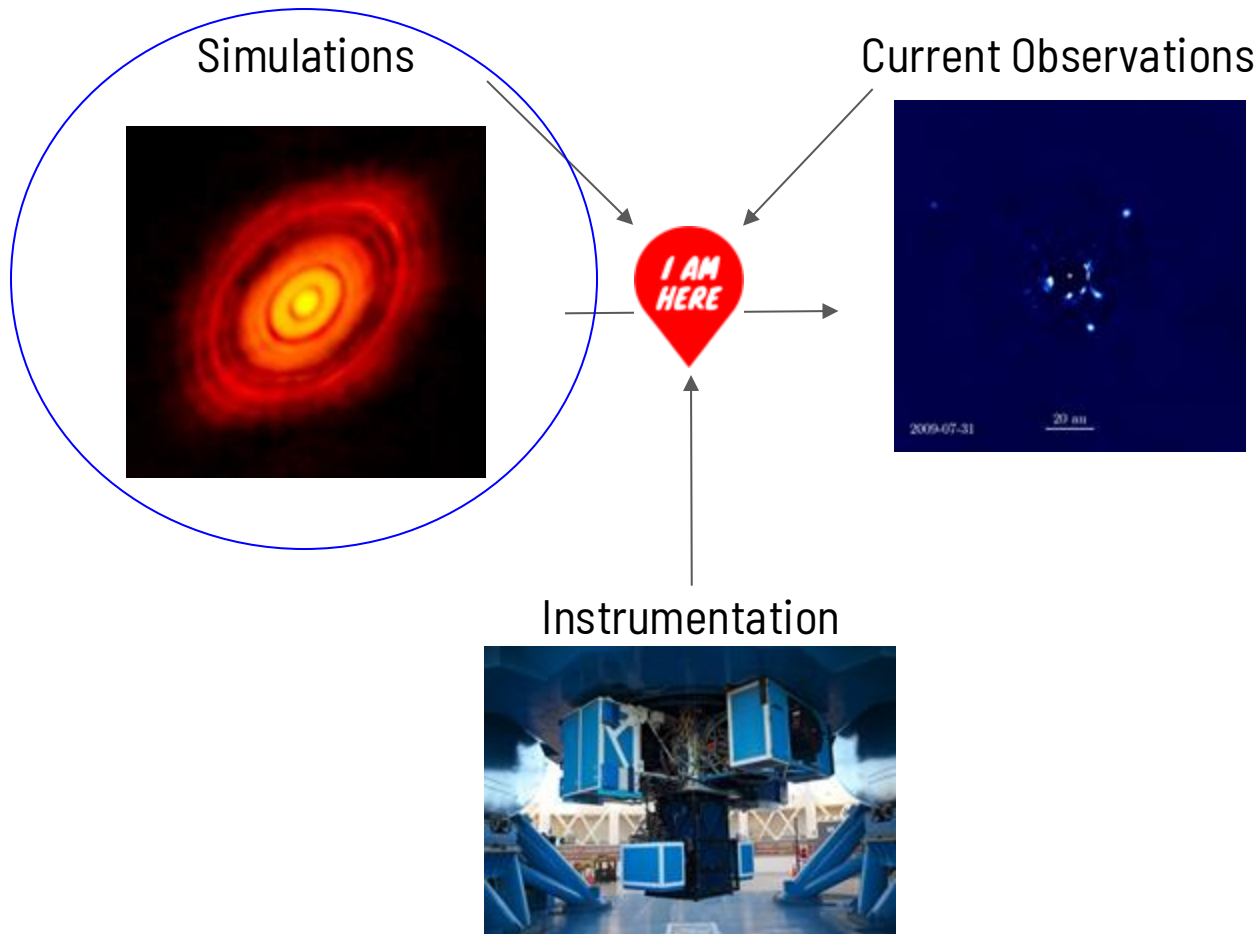 Simulations
Current Observations
I AM
HERE
20 au
2009-07-31
Instrumentation